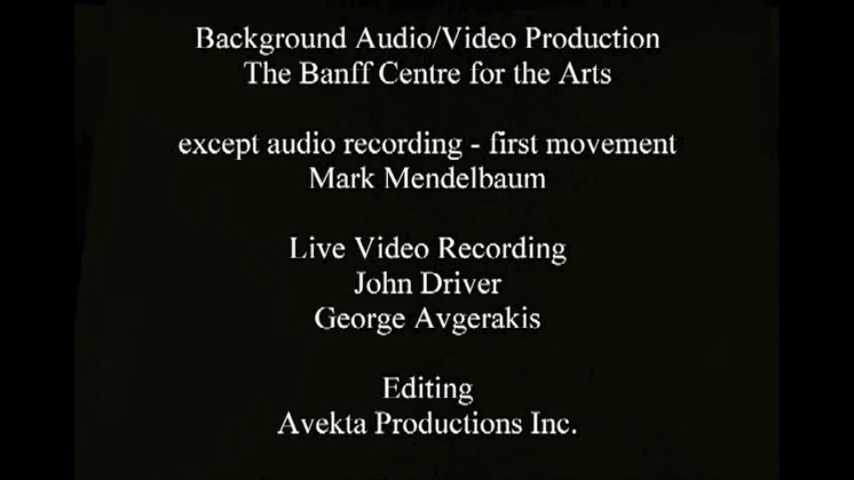 Background Audio/Video Production
The Banff Centre for the Arts
except audio recording - first movement
Mark Mendelbaum
Live Video Recording
John Driver
George Avgerakis
Editing
Avekta Productions Inc.